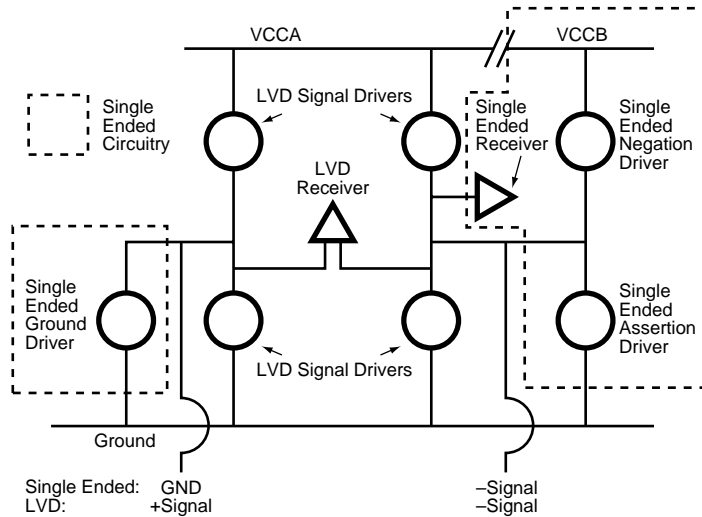 VCCA
VCCB
Single
Ended
Circuitry
LVD Signal Drivers
Single
Ended
Receiver
Single
Ended
Negation
Driver
LVD
Receiver
Single
Ended
Ground
Driver
Single
Ended
Assertion
Driver
LVD Signal Drivers
Ground
Single Ended: GND –Signal
LVD: +Signal –Signal